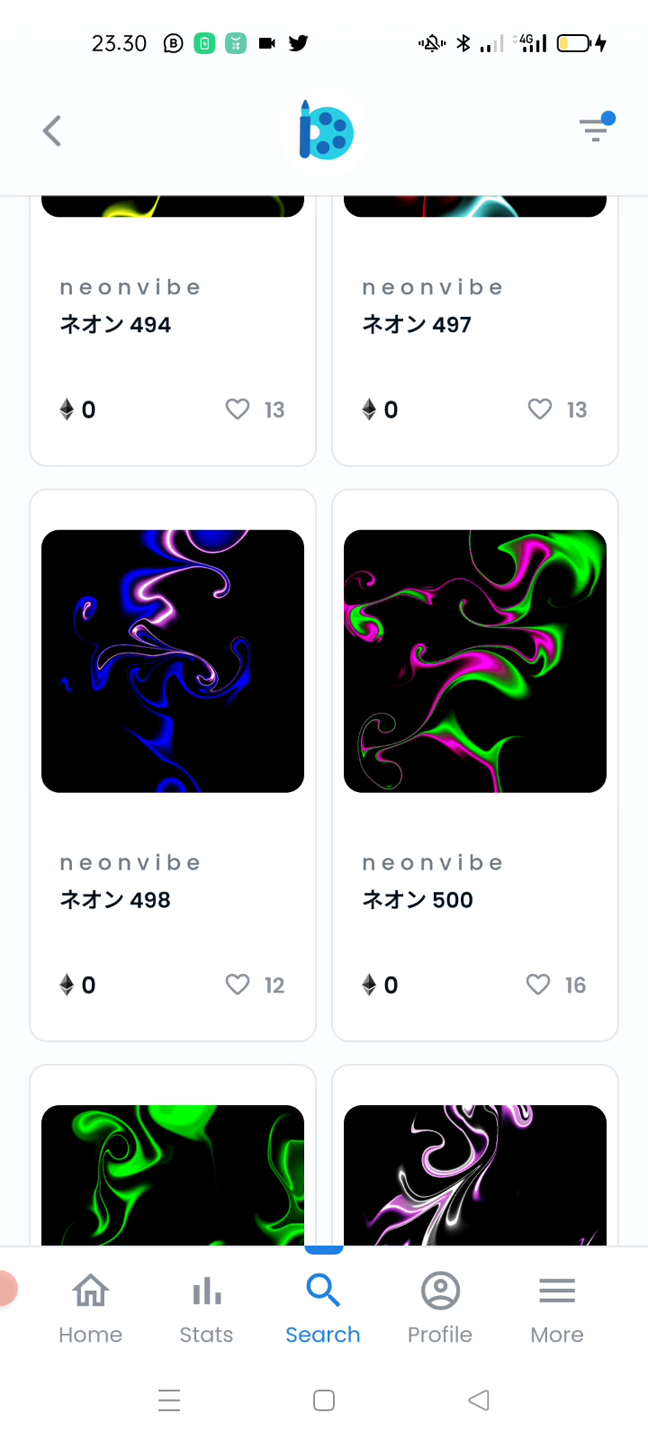 23.30
4G
neonvibe
ネオン 494
0
13
neonvibe
ネオン 497
0
13
neonvibe
ネオン 498
0
12
neonvibe
ネオン 500
0
16
Home
Stats
Search
Profile
More